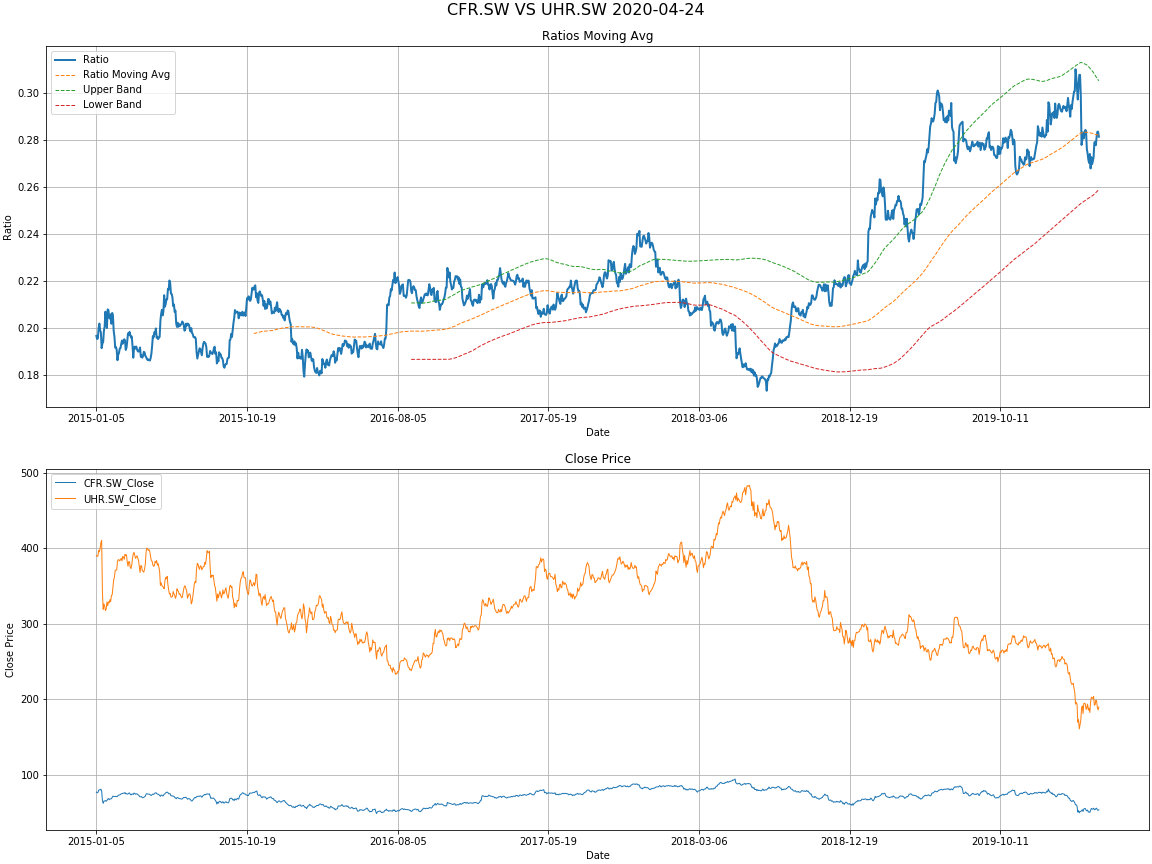 CFR.SW VS UHR.SW 2020-04-24
Ratios Moving Avg
Ratio
Ratio Moving Avg
Upper Band
Lower Band
0.30
0.28
0.26
0.24
0.22
0.20
0.18
Ratio
2015-01-05 2015-10-19 2016-08-05 2017-05-19 2018-03-06 2018-12-19 2019-10-11
Date
Close Price
CFR.SW_Close
UHR.SW_Close
500
400
300
200
100
Close Price
2015-01-05 2015-10-19 2016-08-05 2017-05-19 2018-03-06 2018-12-19 2019-10-11
Date